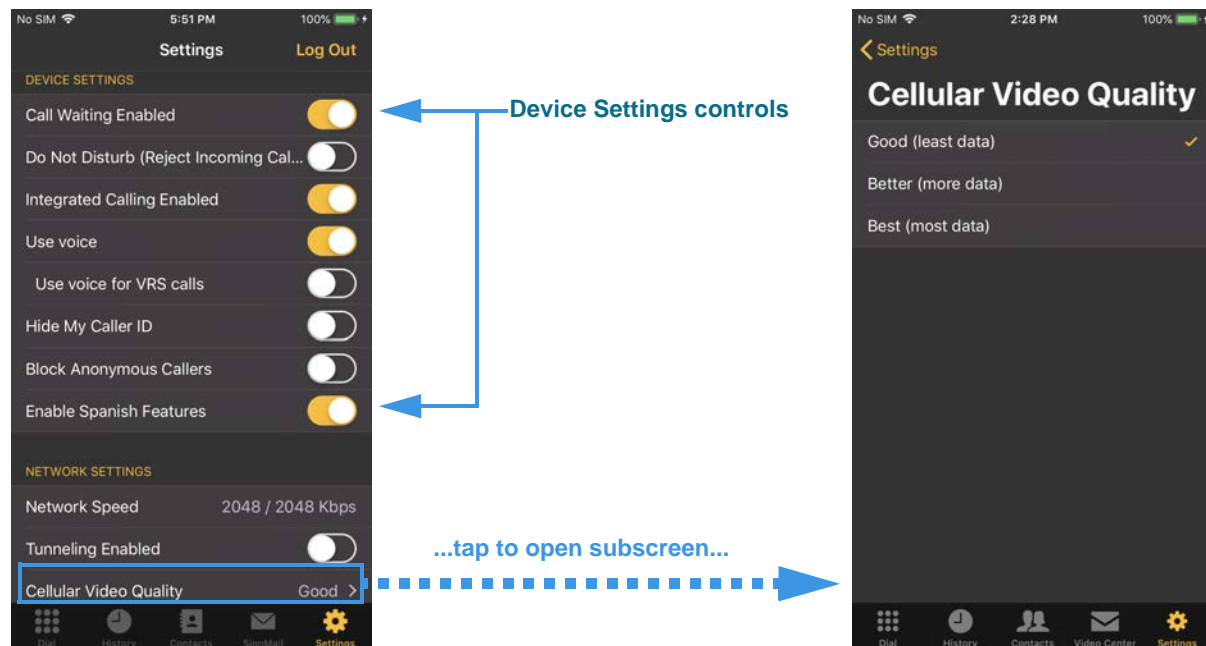 No SIM 5:51 PM 100%
Settings Log Out
DEVICE SETTINGS
Call Waiting Enabled
Do Not Disturb (Reject Incoming Cal...
Integrated Calling Enabled
Use voice
Use voice for VRS calls
Hide My Caller ID
Block Anonymous Callers
Enable Spanish Features
NETWORK SETTINGS
Network Speed 2048 / 2048 Kbps
Tunneling Enabled
Cellular Video Quality Good >
Dial History Contacts SignMail Settings
Device Settings controls
...tap to open subscreen...
No SIM 2:28 PM 100%
Settings
Cellular Video Quality
Good (least data)
Better (more data)
Best (most data)
Dial History Contacts Video Center Settings